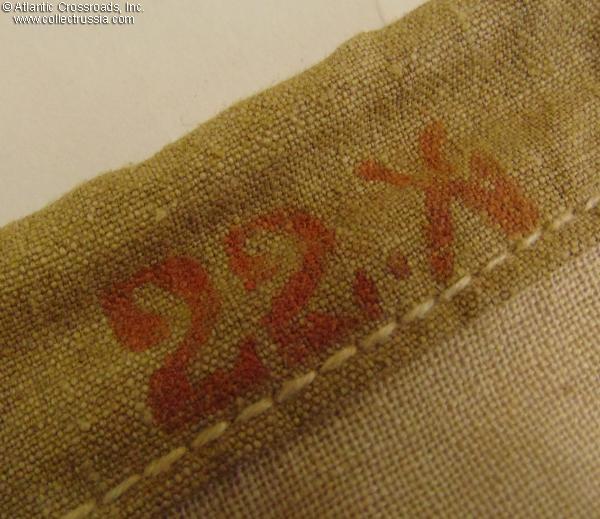 © Atlantic Crossroads, Inc.
www.collectrussia.com
22.. К